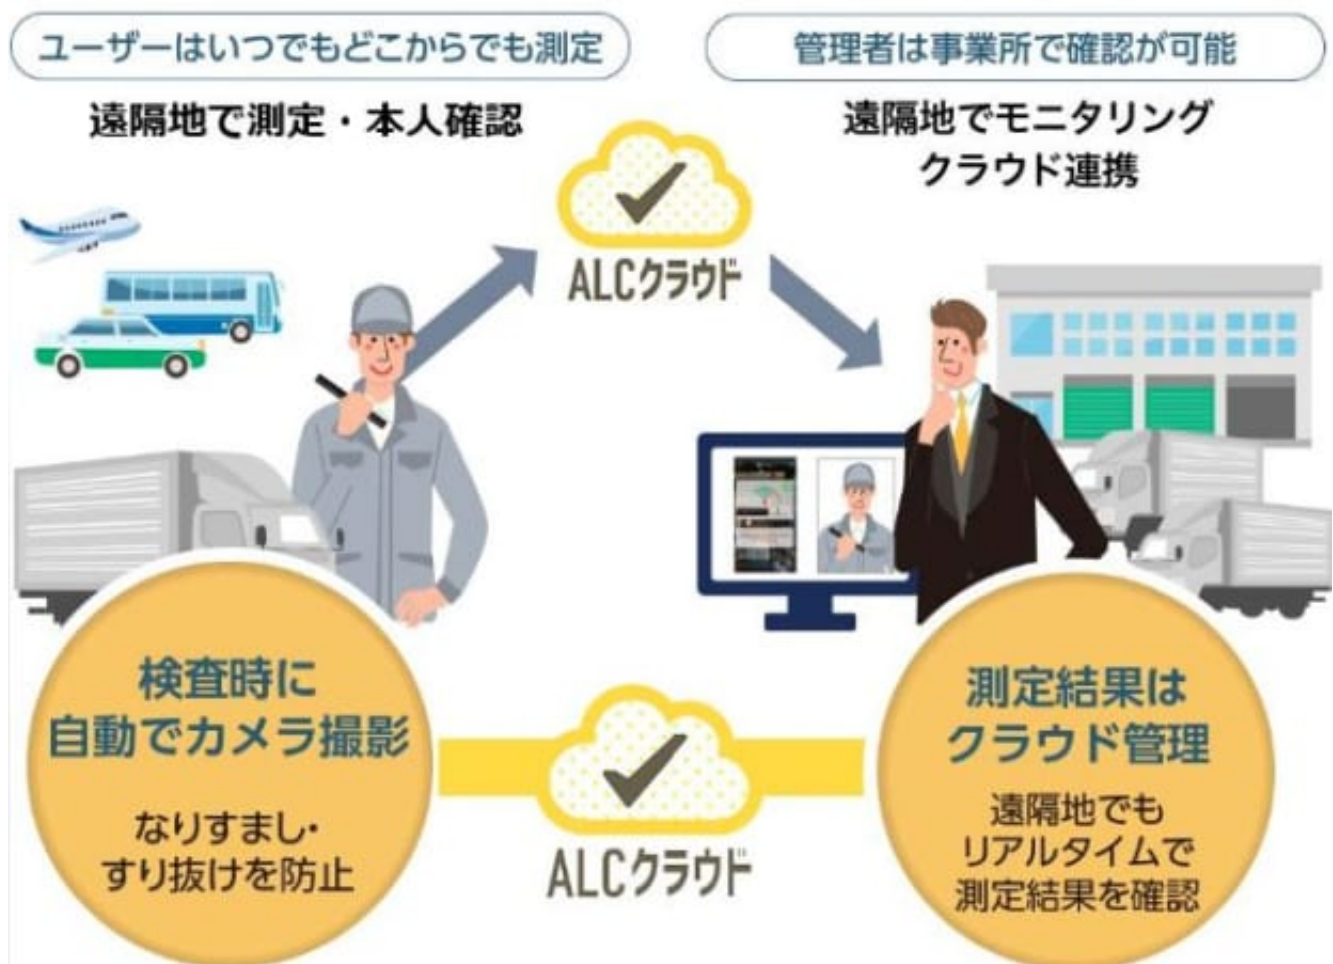 ユーザーはいつでもどこからでも測定
遠隔地で測定・本人確認
管理者は事業所で確認が可能
遠隔地でモニタリング
クラウド連携
ALCクラウド
検査時に
自動でカメラ撮影
なりすまし・
すり抜けを防止
ALCクラウド
測定結果は
クラウド管理
遠隔地でも
リアルタイムで
測定結果を確認